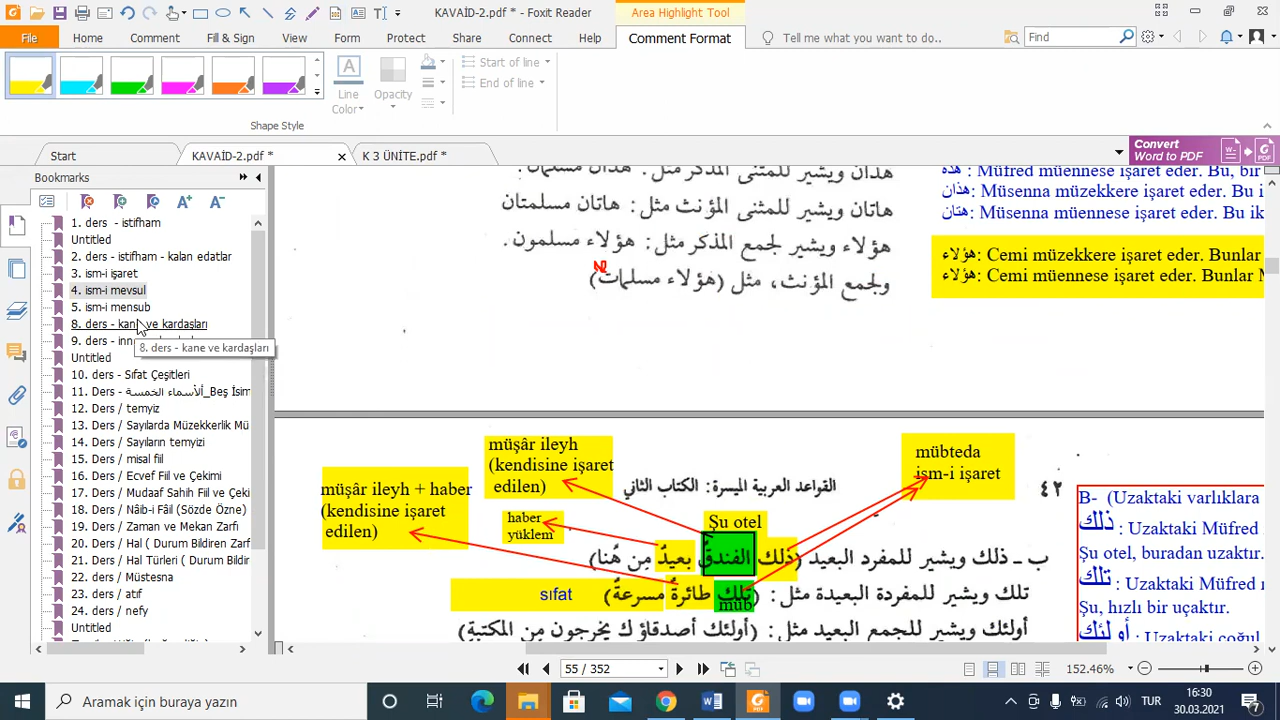 KAVAİD-2.pdf * - Foxit Reader
Area Highlight Tool
File
Home
Comment
Fill & Sign
View
Form
Protect
Share
Connect
Help
Comment Format
Tell me what you want to do..
Find
Line Color
Opacity
Start of line
End of line
Shape Style
Start
KAVAİD-2.pdf *
K 3 ÜNİTE.pdf *
Convert
Word to PDF
Bookmarks
1. ders - istifham
Untitled
2. ders - istifham - kalan edatlar
3. ism-i işaret
4. ism-i mevsul
5. ism-i mensub
8. ders - kane ve kardaşları
9. ders - inn
8. ders - kane ve kardaşları
Untitled
10. ders - Sıfat Çeşitleri
11. Ders - الأسماء الخمسة_Beş İsim
12. Ders / temyiz
13. Ders / Sayılarda Müzekkerlik Mü
14. Ders / Sayıların temyizi
15. Ders / misal fiil
16. Ders / Ecvef Fiil ve Çekimi
17. Ders / Mudaaf Sahih Fiil ve Çeki
18. Ders / Nâib-i Fâil (Sözde Özne)
19. Ders / Zaman ve Mekan Zarfı
20. Ders / Hal ( Durum Bildiren Zarf
21. Ders / Hal Türleri ( Durum Bildir
22. ders / Müstesna
23. ders / atıf
24. ders / nefy
Untitled
هذان ويشير للمثنى المذكر مثل: هذان مسلمان.
هاتان ويشير للمثنى المؤنث مثل: هاتان مسلمتان
هؤلاء ويشير لجمع المذكر مثل: هؤلاء مسلمون.
ولجمع المؤنث، مثل (هؤلاء مسلمات)
هذه : Müfred müennese işaret eder. Bu, bir
هذان: Müsenna müzekkere işaret eder. Bu
هتان: Müsenna müennese işaret eder. Bu ik
هؤلاء: Cemi müzekkere işaret eder. Bunlar
هؤلاء: Cemi müennese işaret eder. Bunlar
müşâr ileyh
(kendisine işaret
edilen)
mübteda
ism-i işaret
müşâr ileyh + haber
(kendisine işaret
edilen)
القواعد العربية الميسرة: الكتاب الثاني
٤٢
haber
yüklem
Şu otel
ب ـ ذلك ويشير للمفرد البعيد (ذلك الفندقُ بعيدٌ مِن هُنا)
تلك ويشير للمفردة البعيدة مثل: (تلك طائرةٌ مسرعةٌ)
sıfat
müb
أولئك ويشير للجمع البعيد مثل: (أولئك أصدقاؤ ك يخرجون مِن المكتبةِ)
B- (Uzaktaki varlıklara
ذلك : Uzaktaki Müfred
Şu otel, buradan uzaktır.
تلك : Uzaktaki Müfred
Şu, hızlı bir uçaktır.
أولئك : Uzaktaki çoğul
55 / 352
152.46%
Aramak için buraya yazın
TUR
16:30
30.03.2021
7